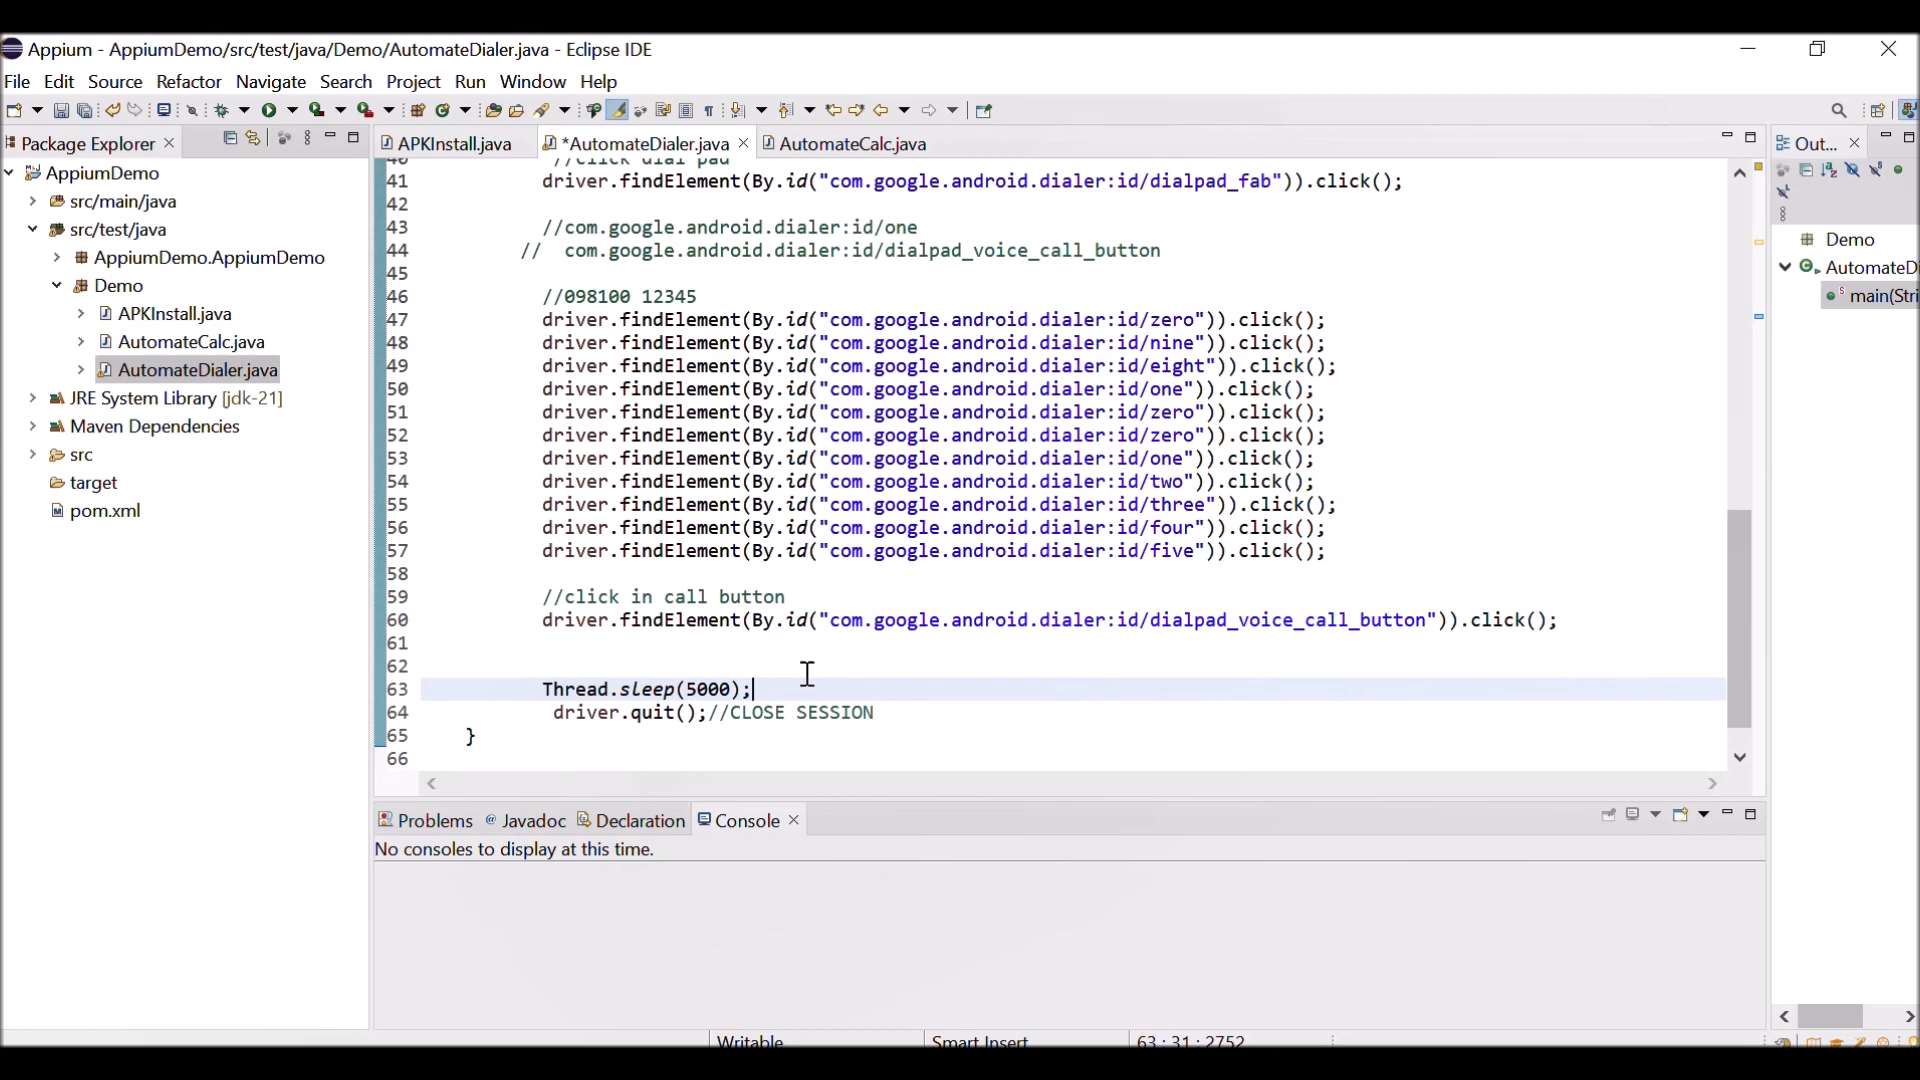 Appium - AppiumDemo/src/test/java/Demo/AutomateDialer.java - Eclipse IDE
File Edit Source Refactor Navigate Search Project Run Window Help
Package Explorer
AppiumDemo
src/main/java
src/test/java
AppiumDemo.AppiumDemo
Demo
APKInstall.java
AutomateCalc.java
AutomateDialer.java
JRE System Library [jdk-21]
Maven Dependencies
src
target
pom.xml
APKInstall.java *AutomateDialer.java AutomateCalc.java
40 //click dial pad
41 driver.findElement(By.id("com.google.android.dialer:id/dialpad_fab")).click();
42
43 //com.google.android.dialer:id/one
44 // com.google.android.dialer:id/dialpad_voice_call_button
45
46 //098100 12345
47 driver.findElement(By.id("com.google.android.dialer:id/zero")).click();
48 driver.findElement(By.id("com.google.android.dialer:id/nine")).click();
49 driver.findElement(By.id("com.google.android.dialer:id/eight")).click();
50 driver.findElement(By.id("com.google.android.dialer:id/one")).click();
51 driver.findElement(By.id("com.google.android.dialer:id/zero")).click();
52 driver.findElement(By.id("com.google.android.dialer:id/zero")).click();
53 driver.findElement(By.id("com.google.android.dialer:id/one")).click();
54 driver.findElement(By.id("com.google.android.dialer:id/two")).click();
55 driver.findElement(By.id("com.google.android.dialer:id/three")).click();
56 driver.findElement(By.id("com.google.android.dialer:id/four")).click();
57 driver.findElement(By.id("com.google.android.dialer:id/five")).click();
58
59 //click in call button
60 driver.findElement(By.id("com.google.android.dialer:id/dialpad_voice_call_button")).click();
61
62
63 Thread.sleep(5000);
64 driver.quit();//CLOSE SESSION
65 }
66
Out...
Demo
AutomateDi
main(Stri
Problems @ Javadoc Declaration Console
No consoles to display at this time.
Writable Smart Insert 63 : 31 : 2752